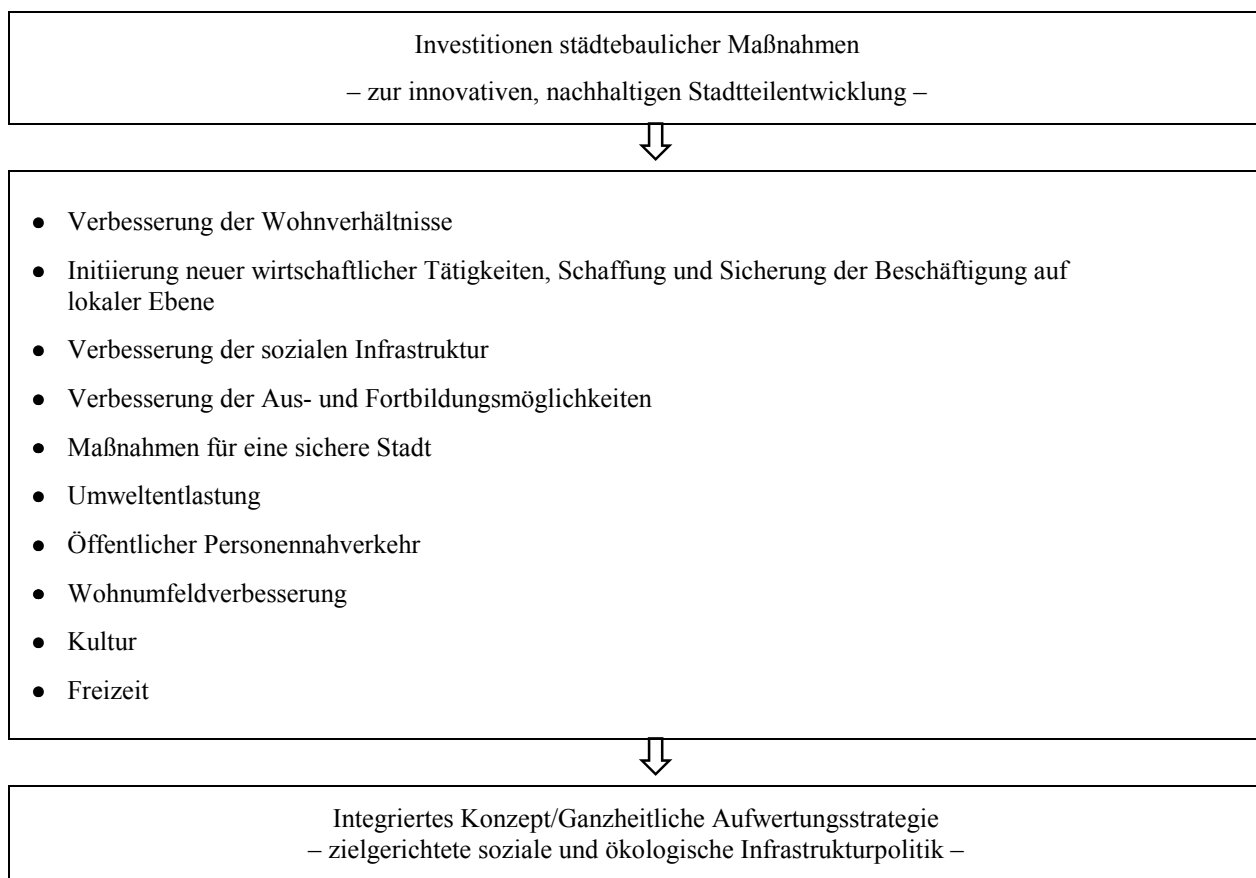 Investitionen städtebaulicher Maßnahmen
– zur innovativen, nachhaltigen Stadtteilentwicklung –
● Verbesserung der Wohnverhältnisse
● Initiierung neuer wirtschaftlicher Tätigkeiten, Schaffung und Sicherung der Beschäftigung auf
lokaler Ebene
● Verbesserung der sozialen Infrastruktur
● Verbesserung der Aus- und Fortbildungsmöglichkeiten
● Maßnahmen für eine sichere Stadt
● Umweltentlastung
● Öffentlicher Personennahverkehr
● Wohnumfeldverbesserung
● Kultur
● Freizeit
Integriertes Konzept/Ganzheitliche Aufwertungsstrategie
– zielgerichtete soziale und ökologische Infrastrukturpolitik –